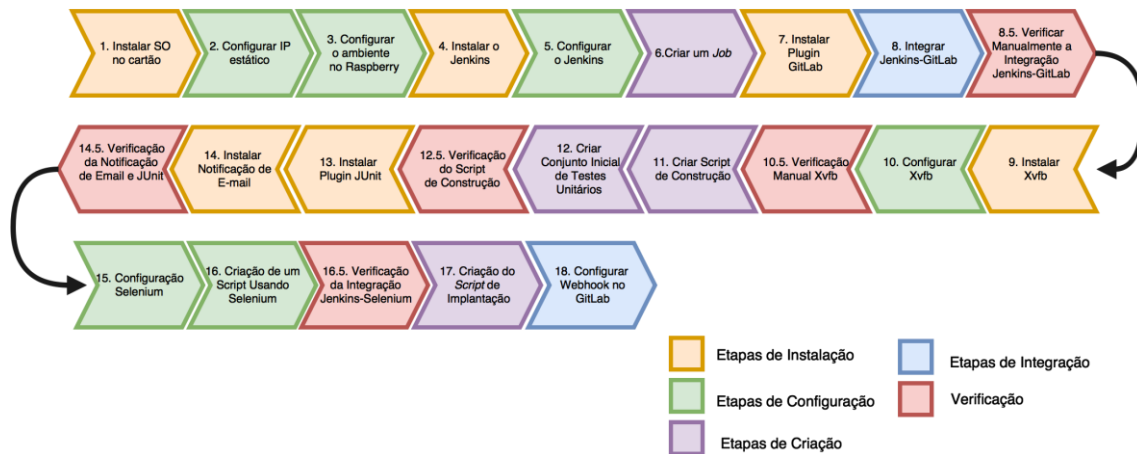 1. Instalar SO
no cartão
2. Configurar IP
estático
3. Configurar
o ambiente
no Raspberry
4. Instalar o
Jenkins
5. Configurar
o Jenkins
6.Criar um Job
7. Instalar
Plugin
GitLab
8. Integrar
Jenkins-GitLab
8.5. Verificar
Manualmente a
Integração
Jenkins-GitLab
14.5. Verificação
da Notificação
de Email e JUnit
14. Instalar
Notificação de
E-mail
13. Instalar
Plugin JUnit
12.5. Verificação
do Script
de Construção
12. Criar
Conjunto Inicial
de Testes
Unitários
11. Criar Script
de Construção
10.5. Verificação
Manual Xvfb
10. Configurar
Xvfb
9. Instalar
Xvfb
15. Configuração
Selenium
16. Criação de um
Script Usando
Selenium
16.5. Verificação
da Integração
Jenkins-Selenium
17. Criação do
Script de
Implantação
18. Configurar
Webhook no
GitLab
Etapas de Instalação
Etapas de Integração
Etapas de Configuração
Verificação
Etapas de Criação